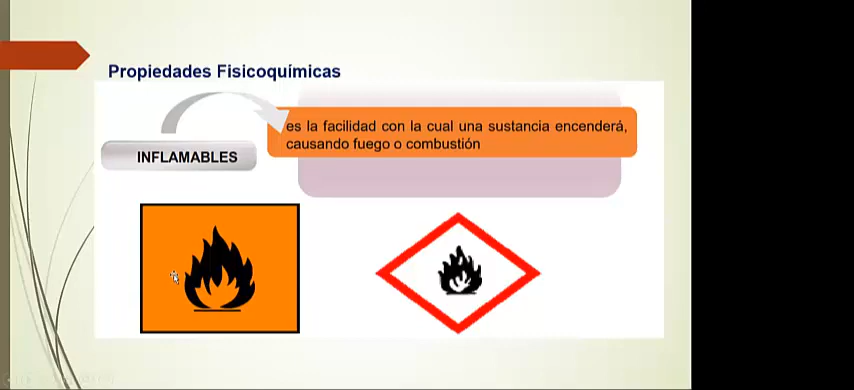 Propiedades Fisicoquímicas
es la facilidad con la cual una sustancia encenderá,
causando fuego o combustión
INFLAMABLES